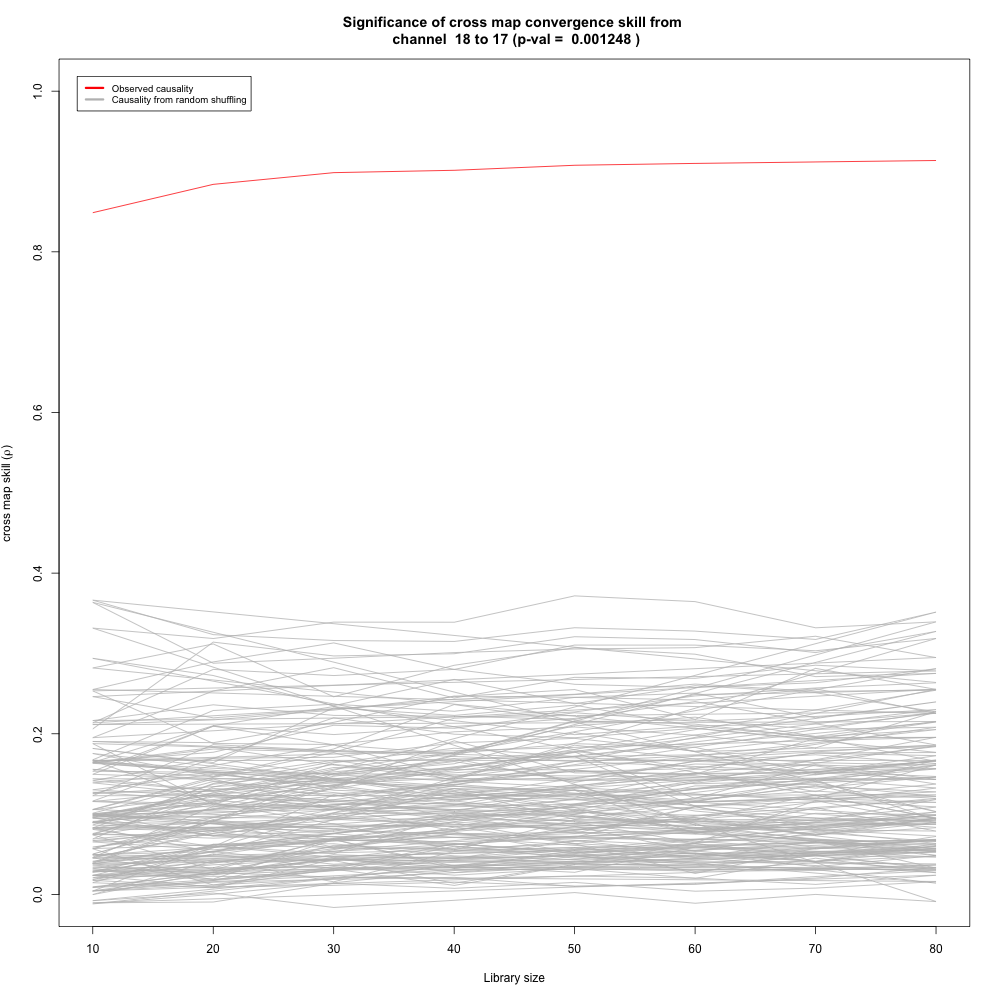 Significance of cross map convergence skill from
channel  18 to 17 (p-val =  0.001248 )
Observed causality
Causality from random shuffling
cross map skill (ρ)
1.0
0.8
0.6
0.4
0.2
0.0
10 20 30 40 50 60 70 80
Library size